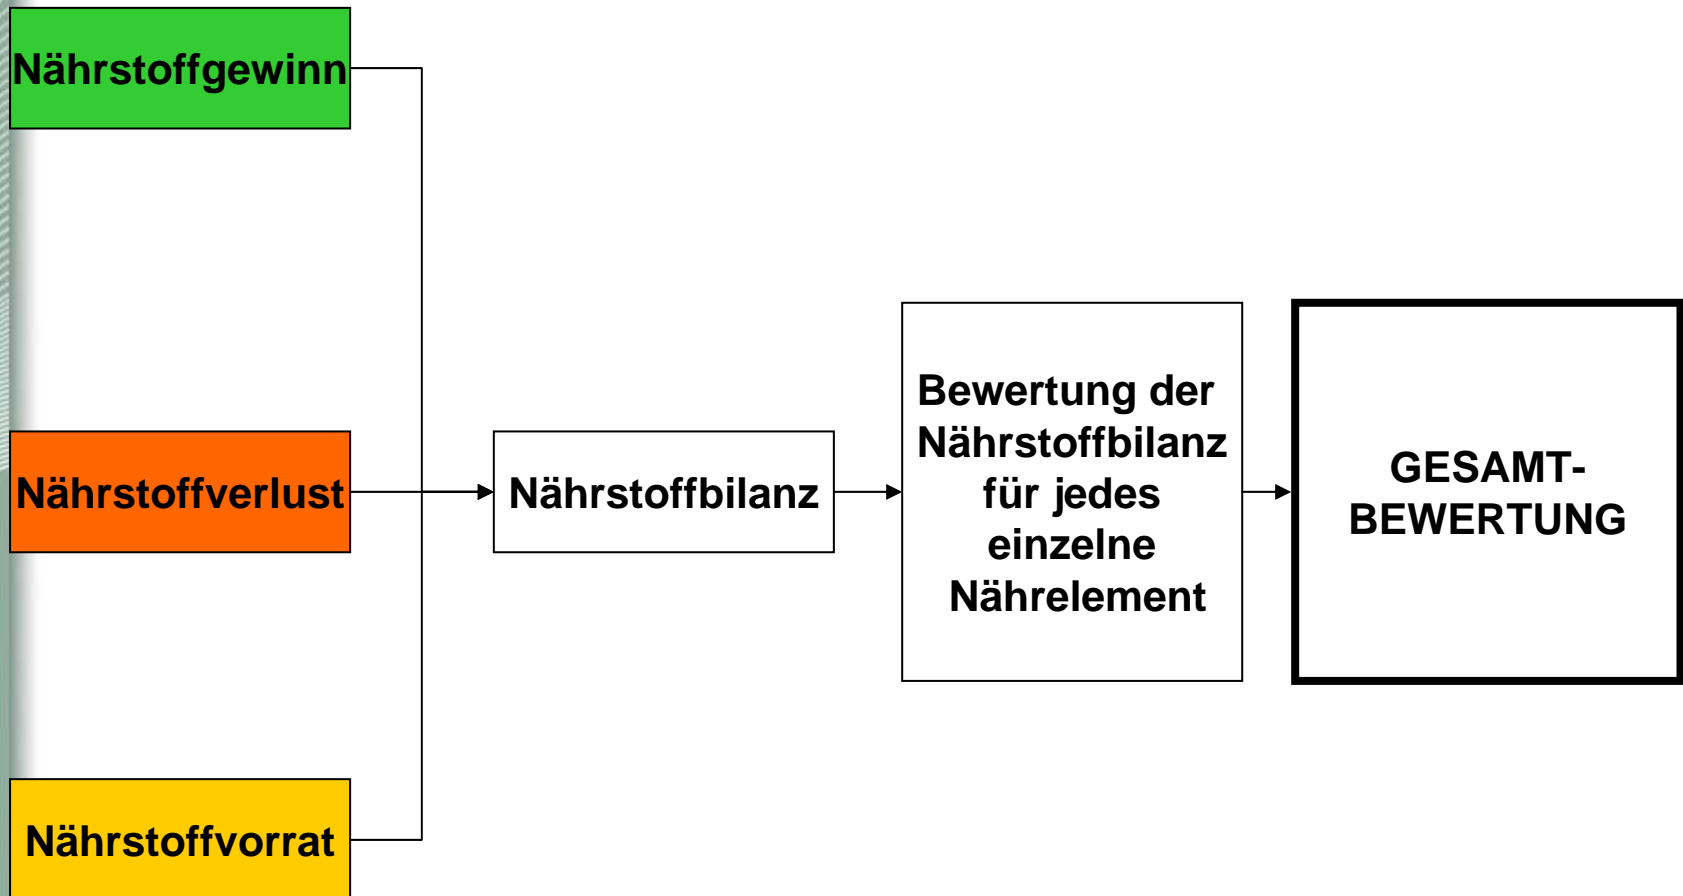 Nährstoffgewinn
Nährstoffverlust
Nährstoffvorrat
Nährstoffbilanz
Bewertung der
Nährstoffbilanz
für jedes
einzelne
Nährelement
GESAMT-
BEWERTUNG